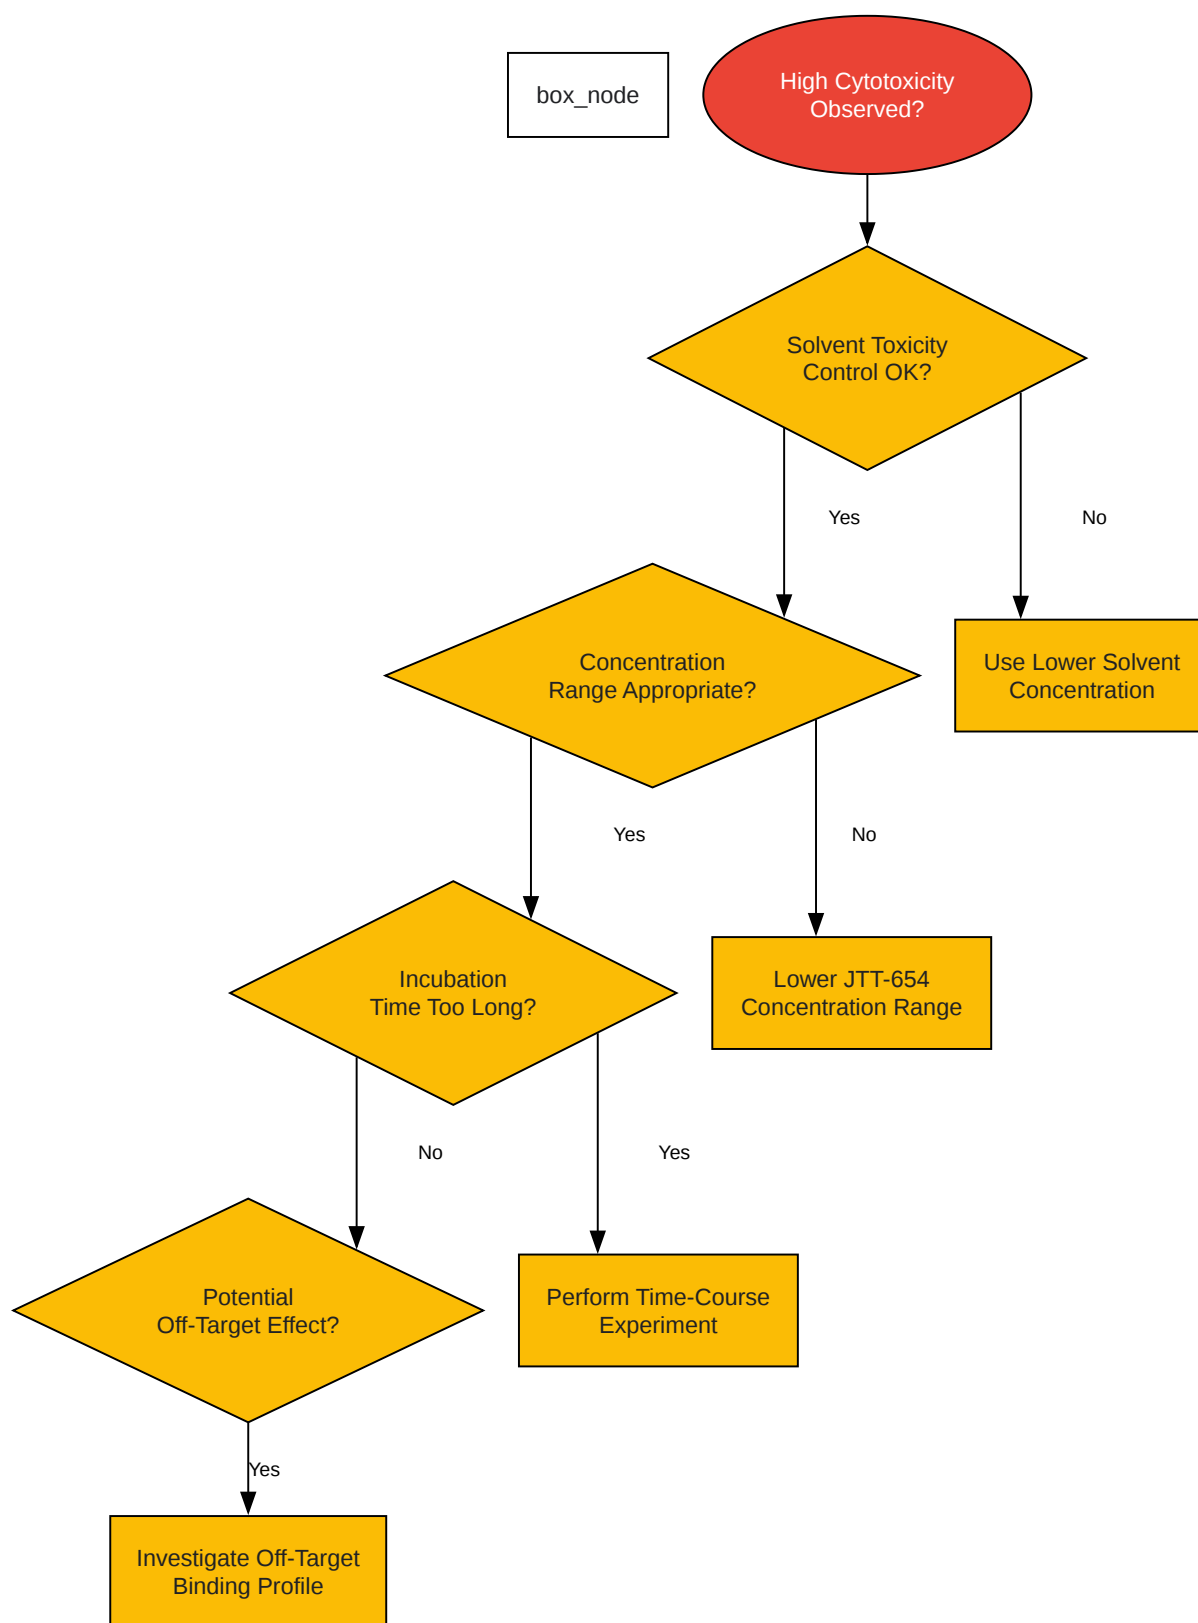 box_node
High Cytotoxicity
Observed?
Solvent Toxicity
Control OK?
Yes
No
Concentration
Range Appropriate?
Use Lower Solvent
Concentration
Yes
No
Incubation
Time Too Long?
Lower JTT-654
Concentration Range
No
Yes
Potential
Off-Target Effect?
Perform Time-Course
Experiment
Yes
Investigate Off-Target
Binding Profile